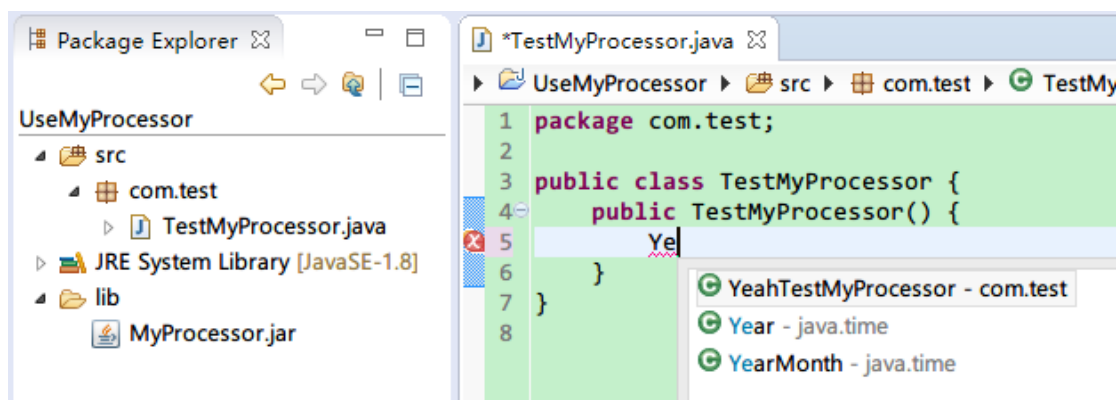 Package Explorer
UseMyProcessor
src
com.test
TestMyProcessor.java
JRE System Library [JavaSE-1.8]
lib
MyProcessor.jar
*TestMyProcessor.java
UseMyProcessor src com.test TestMy
1 package com.test;
2
3 public class TestMyProcessor {
4 public TestMyProcessor() {
5 Ye
6 }
7 }
8
YeahTestMyProcessor - com.test
Year - java.time
YearMonth - java.time